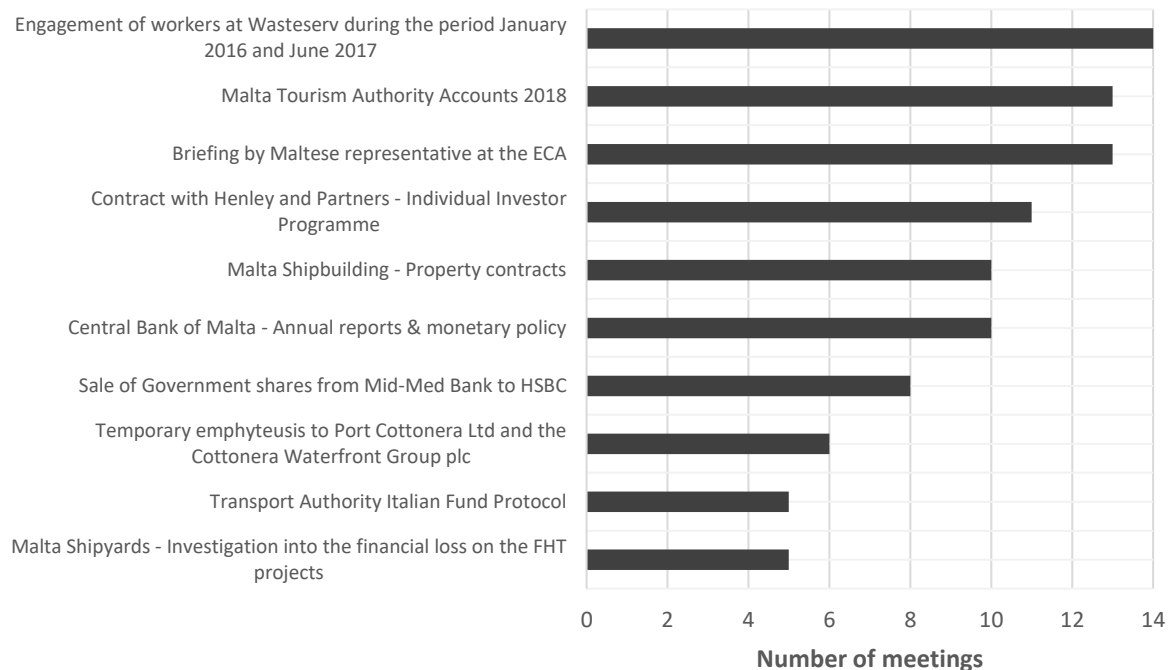 Engagement of workers at Wasteserv during the period January
2016 and June 2017
Malta Tourism Authority Accounts 2018
Briefing by Maltese representative at the ECA
Contract with Henley and Partners - Individual Investor
Programme
Malta Shipbuilding - Property contracts
Central Bank of Malta - Annual reports & monetary policy
Sale of Government shares from Mid-Med Bank to HSBC
Temporary emphyteusis to Port Cottonera Ltd and the
Cottonera Waterfront Group plc
Transport Authority Italian Fund Protocol
Malta Shipyards - Investigation into the financial loss on the FHT
projects
0 2 4 6 8 10 12 14
Number of meetings